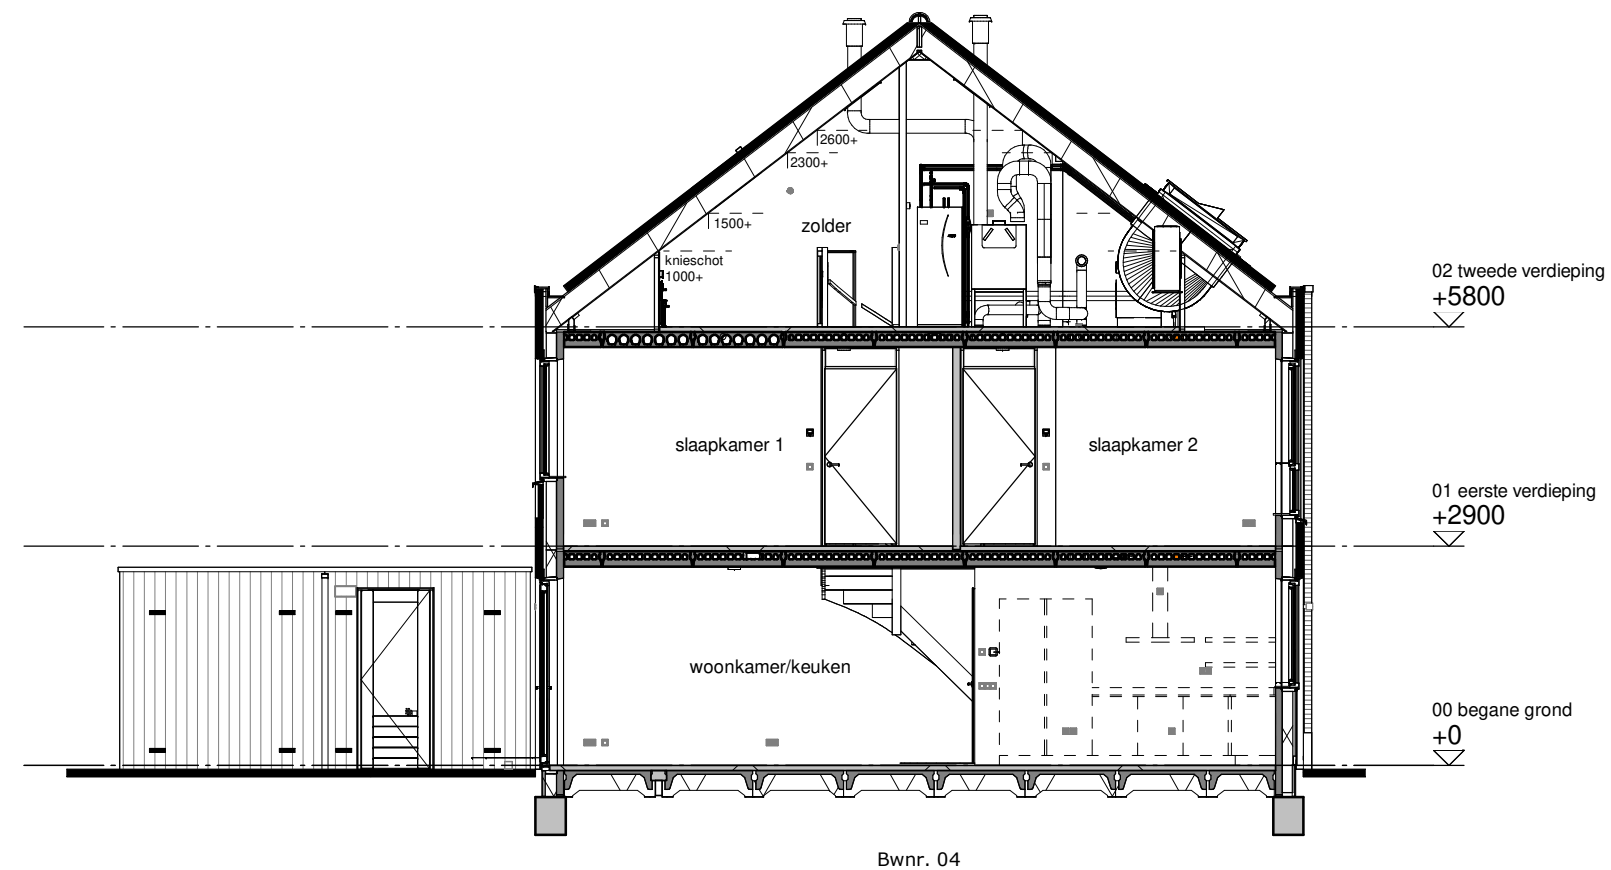 2600+
2300+
1500+
zolder
knieschot
1000+
02 tweede verdieping
+5800
slaapkamer 1
slaapkamer 2
01 eerste verdieping
+2900
woonkamer/keuken
00 begane grond
+0
Bwnr. 04